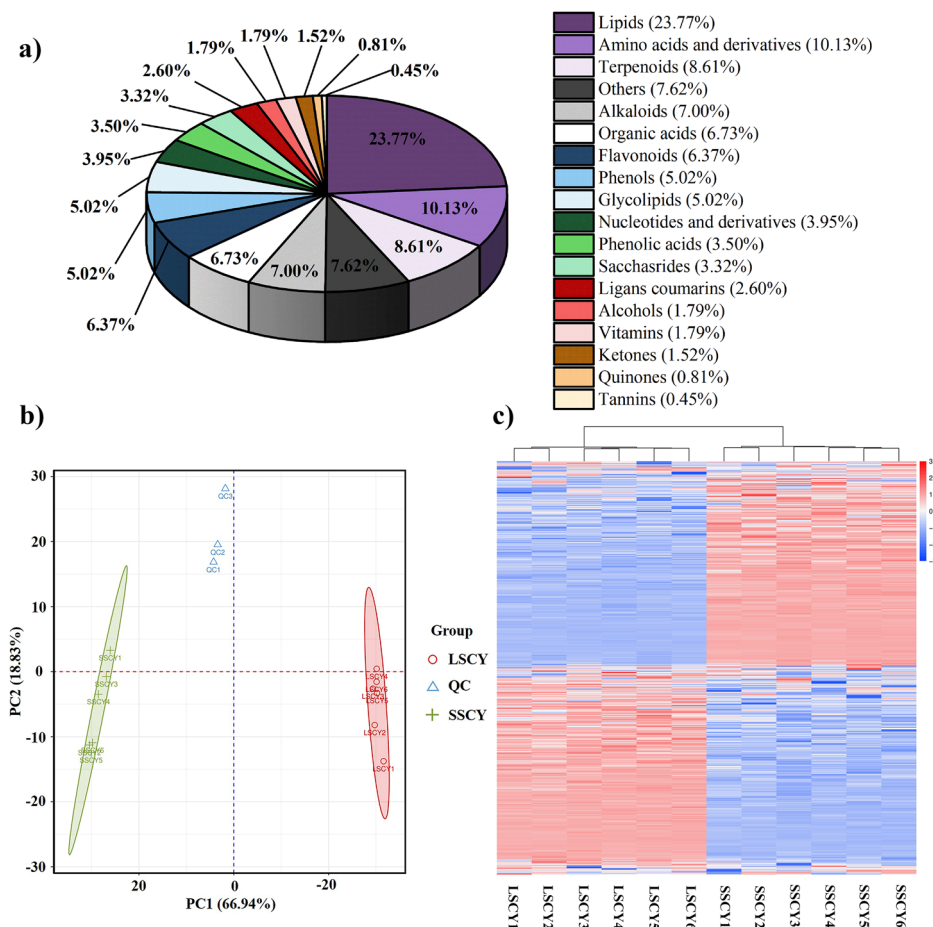 a)
1.79%
1.52%
0.81%
1.79%
0.45%
2.60%
3.32%
3.50%
3.95%
5.02%
5.02%
6.37%
6.73%
7.00%
7.62%
8.61%
10.13%
23.77%
Lipids (23.77%)
Amino acids and derivatives (10.13%)
Terpenoids (8.61%)
Others (7.62%)
Alkaloids (7.00%)
Organic acids (6.73%)
Flavonoids (6.37%)
Phenols (5.02%)
Glycolipids (5.02%)
Nucleotides and derivatives (3.95%)
Phenolic acids (3.50%)
Sacchasrides (3.32%)
Ligans coumarins (2.60%)
Alcohols (1.79%)
Vitamins (1.79%)
Ketones (1.52%)
Quinones (0.81%)
Tannins (0.45%)
b)
PC2 (18.83%)
30
20
10
0
-10
-20
-30
QC3
QC2
QC1
SSCY1
SSCY3
SSCY4
SSCY5
LSCY4
LSCY5
LSCY2
LSCY1
20
0
-20
PC1 (66.94%)
Group
LSCY
QC
SSCY
c)
3
2
1
0
LSCY1
LSCY2
LSCY3
LSCY4
LSCY5
LSCY6
SSCY1
SSCY2
SSCY3
SSCY4
SSCY5
SSCY6